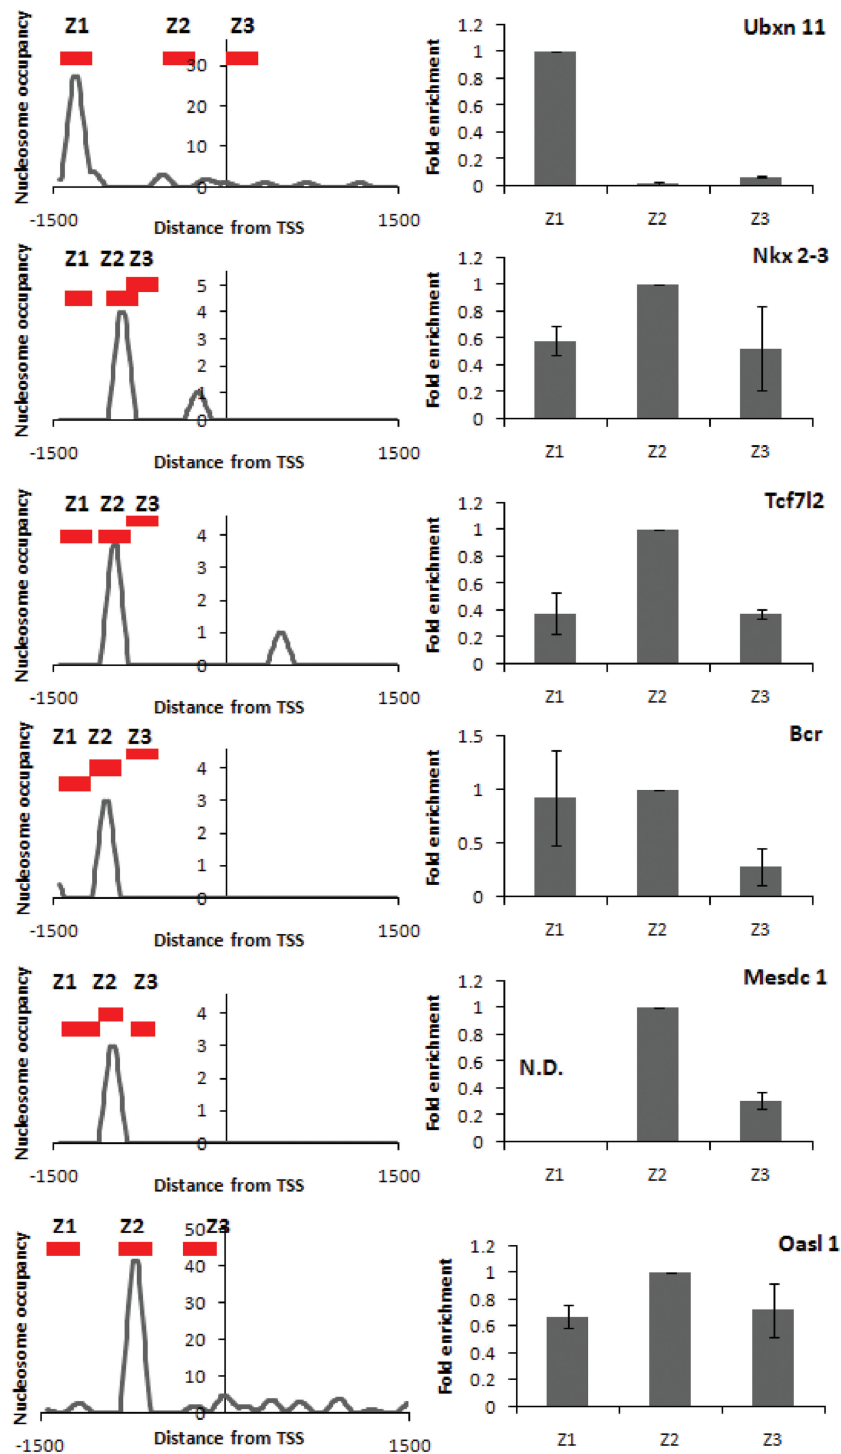 Z1 Z2 Z3
Nucleosome occupancy
30
20
10
0
-1500 1500
Distance from TSS
Ubxn 11
Fold enrichment
1.2
1
0.8
0.6
0.4
0.2
0
Z1 Z2 Z3
Z1 Z2 Z3
Nucleosome occupancy
5
4
3
2
1
0
-1500 1500
Distance from TSS
Nkx 2-3
Fold enrichment
1.2
1
0.8
0.6
0.4
0.2
0
Z1 Z2 Z3
Z1 Z2 Z3
Nucleosome occupancy
4
3
2
1
0
-1500 1500
Distance from TSS
Tcf7l2
Fold enrichment
1.2
1
0.8
0.6
0.4
0.2
0
Z1 Z2 Z3
Z1 Z2 Z3
Nucleosome occupancy
4
3
2
1
0
-1500 1500
Distance from TSS
Bcr
Fold enrichment
1.5
1
0.5
0
Z1 Z2 Z3
Z1 Z2 Z3
Nucleosome occupancy
4
3
2
1
0
-1500 1500
Distance from TSS
Mesdc 1
Fold enrichment
1.2
1
0.8
0.6
0.4
0.2
0
N.D.
Z1 Z2 Z3
Z1 Z2 Z3
Nucleosome occupancy
50
40
30
20
10
0
-1500 1500
Distance from TSS
Oasl 1
Fold enrichment
1.2
1
0.8
0.6
0.4
0.2
0
Z1 Z2 Z3